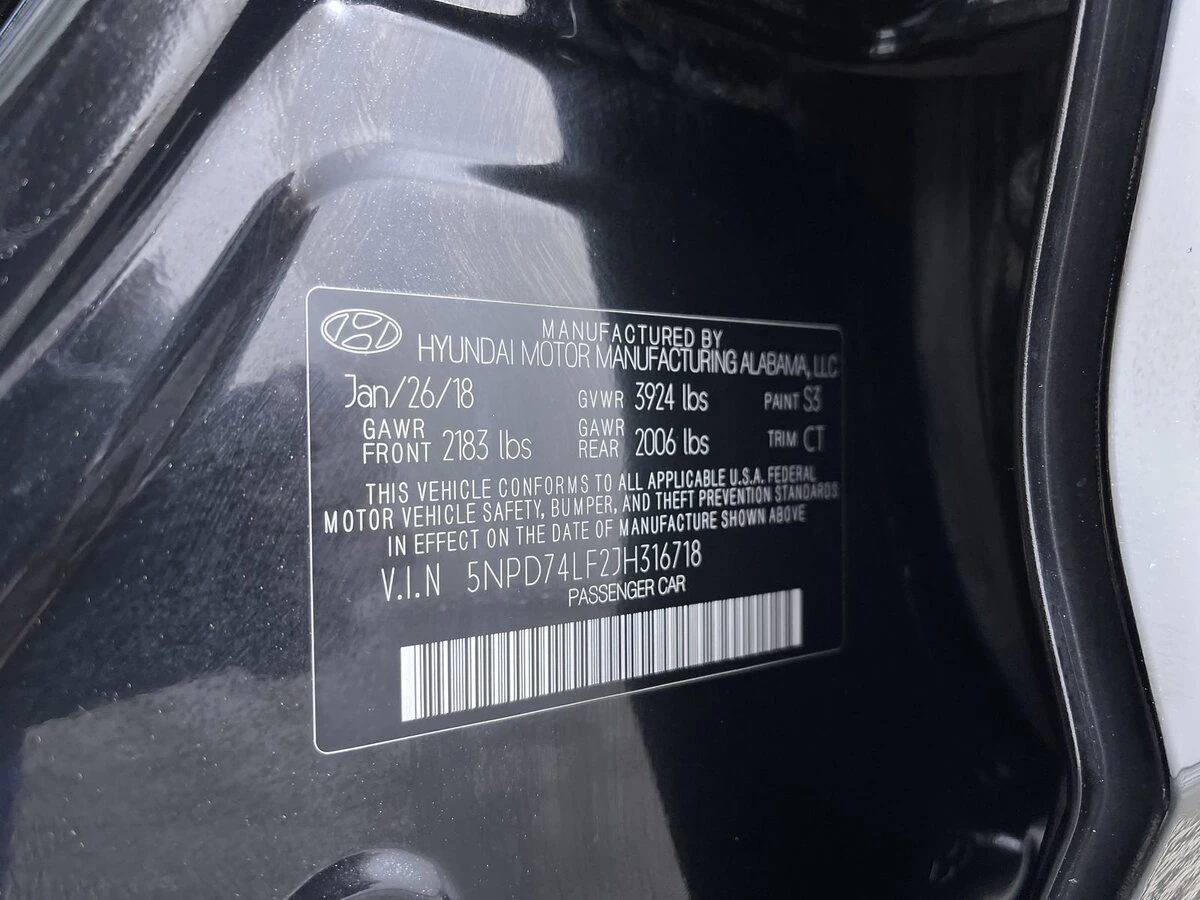 MANUFACTURED BY
HYUNDAI MOTOR MANUFACTURING ALABAMA, LLC
Jan/26/18 GVWR 3924 lbs PAINT S3
GAWR FRONT 2183 lbs GAWR REAR 2006 lbs TRIM CT
THIS VEHICLE CONFORMS TO ALL APPLICABLE U.S.A. FEDERAL
MOTOR VEHICLE SAFETY, BUMPER, AND THEFT PREVENTION STANDARDS
IN EFFECT ON THE DATE OF MANUFACTURE SHOWN ABOVE
V.I.N 5NPD74LF2JH316718
PASSENGER CAR